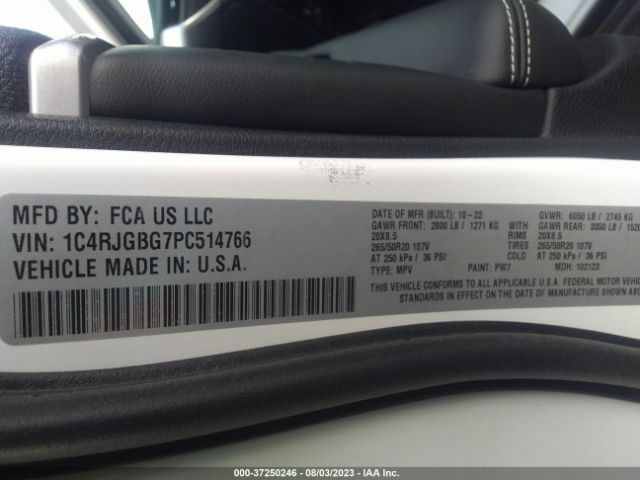 MFD BY: FCA US LLC
VIN: 1C4RJGBG7PC514766
VEHICLE MADE IN: U.S.A.
DATE OF MFR (BUILT): 10-22 GVWR: 6050 LB / 2745 KG
GAWR FRONT: 2800 LB / 1271 KG GAWR REAR: 3350 LB / 1520
20X8.5 RIMS 20X8.5
265/50R20 107V TIRES 265/50R20 107V
AT 250 kPa / 36 PSI AT 250 kPa / 36 PSI
TYPE: MPV PAINT: PW7 MDH: 102123
THIS VEHICLE CONFORMS TO ALL APPLICABLE U.S.A. FEDERAL MOTOR VEHIC
STANDARDS IN EFFECT ON THE DATE OF MANUFACTURE SHOWN ABO
000-37250246 - 08/03/2023 - IAA Inc.